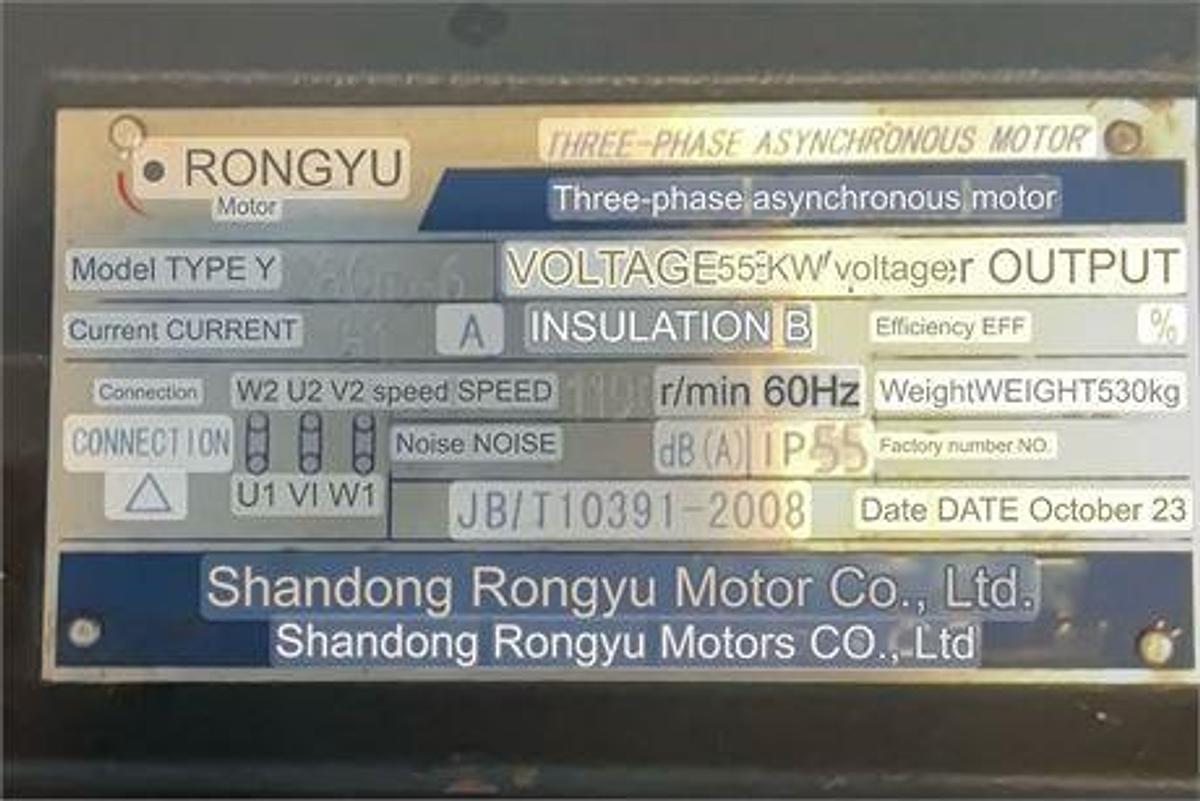 RONGYU
Motor
THREE-PHASE ASYNCHRONOUS MOTOR
Three-phase asynchronous motor
Model TYPE Y
VOLTAGE 55 KW voltage r OUTPUT
Current CURRENT A INSULATION B Efficiency EFF %
Connection W2 U2 V2 speed SPEED r/min 60Hz WeightWEIGHT530kg
CONNECTION Noise NOISE dB(A) IP55 Factory number NO.
△ U1 VI W1 JB/T10391-2008 Date DATE October 23
Shandong Rongyu Motor Co., Ltd.
Shandong Rongyu Motors CO., Ltd